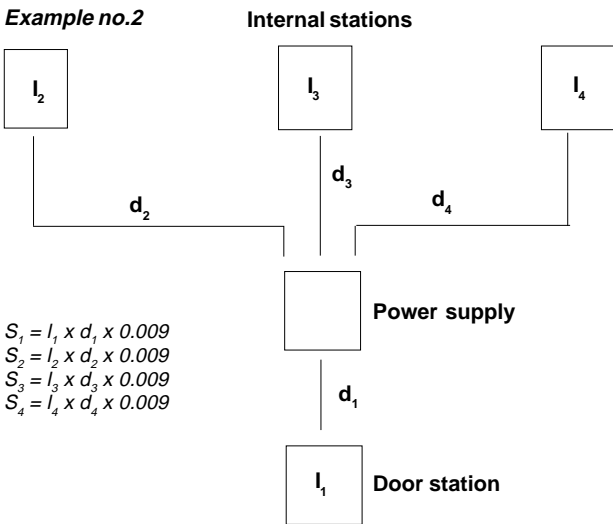 Example no.2
Internal stations
I₂
I₃
I₄
d₃
d₂
d₄
Power supply
S₁ = I₁ x d₁ x 0.009
S₂ = I₂ x d₂ x 0.009
S₃ = I₃ x d₃ x 0.009
S₄ = I₄ x d₄ x 0.009
d₁
I₁
Door station